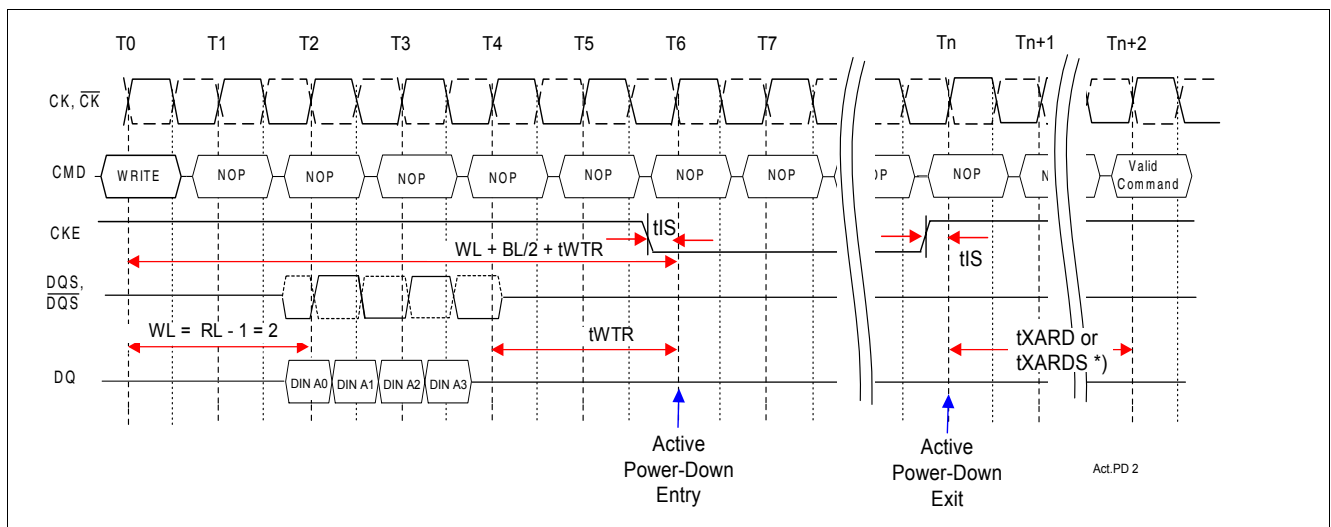 T0 T1 T2 T3 T4 T5 T6 T7 Tn Tn+1 Tn+2
CK, CK
CMD WRITE NOP NOP NOP NOP NOP NOP NOP OP NOP N Valid
Command
CKE tIS
WL + BL/2 + tWTR
tIS
DQS,
DQS
WL = RL - 1 = 2
tWTR
tXARD or
tXARDS *)
DQ DIN A0 DIN A1 DIN A2 DIN A3
Active
Power-Down
Entry
Active
Power-Down
Exit
Act.PD 2